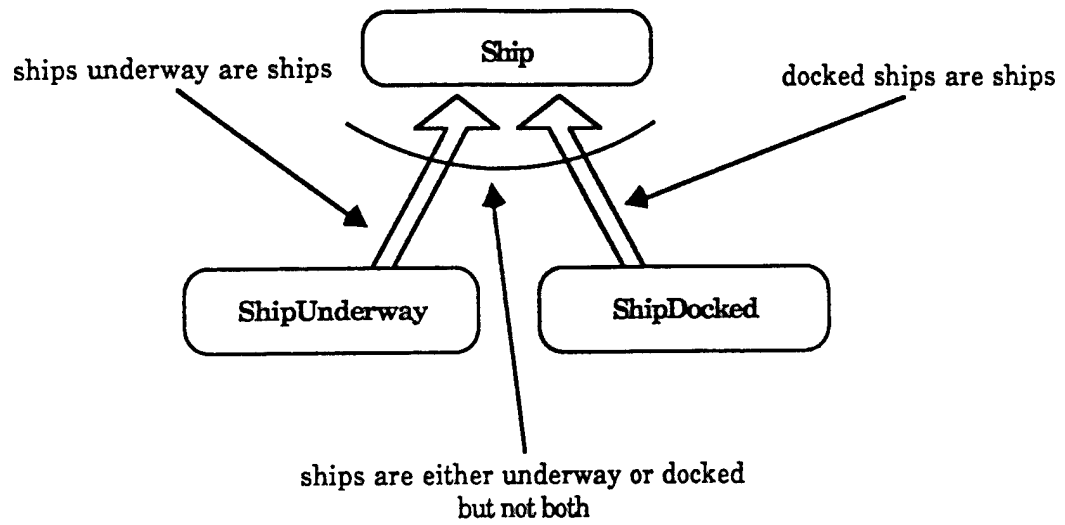 Ship
ships underway are ships
docked ships are ships
ShipUnderway
ShipDocked
ships are either underway or docked
but not both